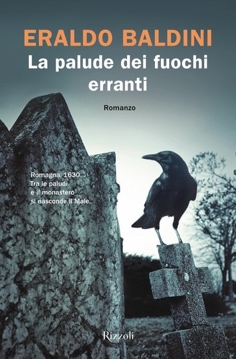 ERALDO BALDINI
La palude dei fuochi
erranti
Romanzo
Romagna, 1630.
Tra le paludi
e il monastero
si nasconde il Male.
Rizzoli